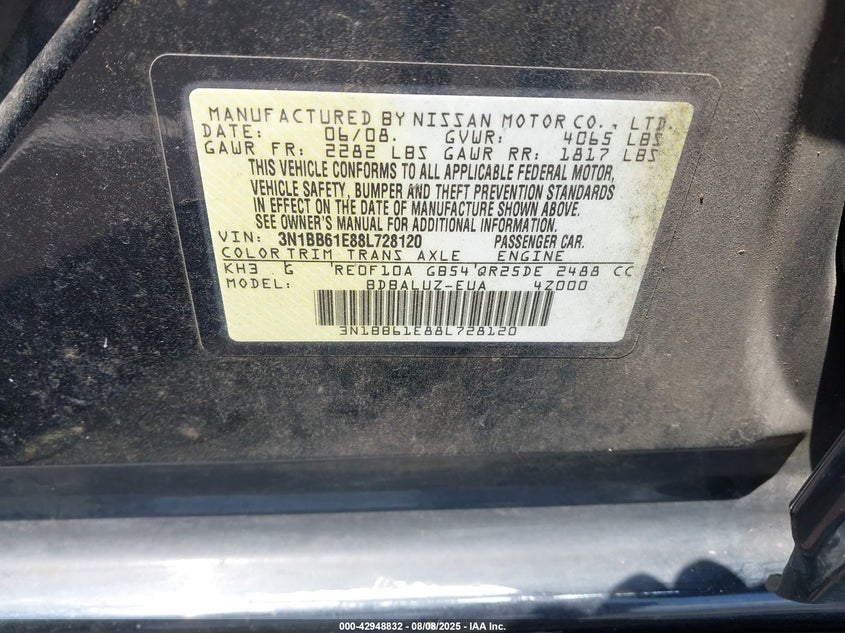 MANUFACTURED BY NISSAN MOTOR CO., LTD.
DATE: 06/08. GVWR: 4065 LBS
GAWR FR: 2282 LBS GAWR RR: 1817 LBS
THIS VEHICLE CONFORMS TO ALL APPLICABLE FEDERAL MOTOR,
VEHICLE SAFETY, BUMPER AND THEFT PREVENTION STANDARDS
IN EFFECT ON THE DATE OF MANUFACTURE SHOWN ABOVE.
SEE OWNER'S MANUAL FOR ADDITIONAL INFORMATION.
VIN: 3N1BB61E88L728120 PASSENGER CAR.
COLOR TRIM TRANS AXLE ENGINE
KH3 G RE0F10A GB54 QR25DE 2488 CC
MODEL: BDBALUZ-EUA 4Z000
3N1BB61E88L728120
000-42948832 - 08/08/2025 - IAA Inc.